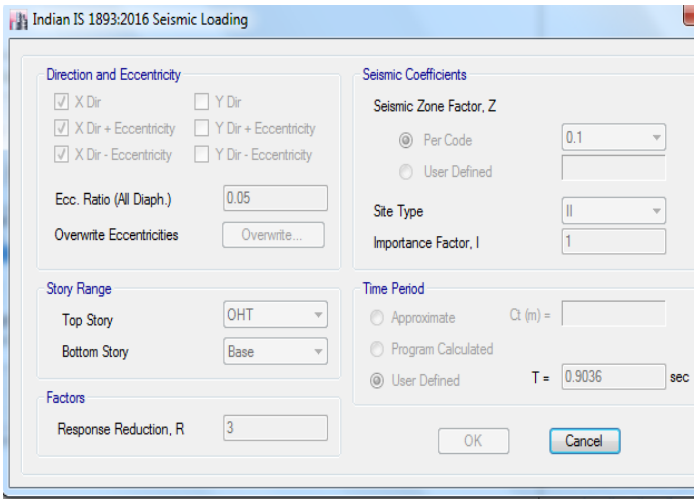 Indian IS 1893:2016 Seismic Loading
Direction and Eccentricity
X Dir
Y Dir
X Dir + Eccentricity
Y Dir + Eccentricity
X Dir - Eccentricity
Y Dir - Eccentricity
Ecc. Ratio (All Diaph.)
0.05
Overwrite Eccentricities
Overwrite...
Story Range
Top Story
OHT
Bottom Story
Base
Factors
Response Reduction, R
3
Seismic Coefficients
Seismic Zone Factor, Z
Per Code
0.1
User Defined
Site Type
II
Importance Factor, I
1
Time Period
Approximate
Ct (m) =
Program Calculated
User Defined
T =
0.9036
sec
OK
Cancel